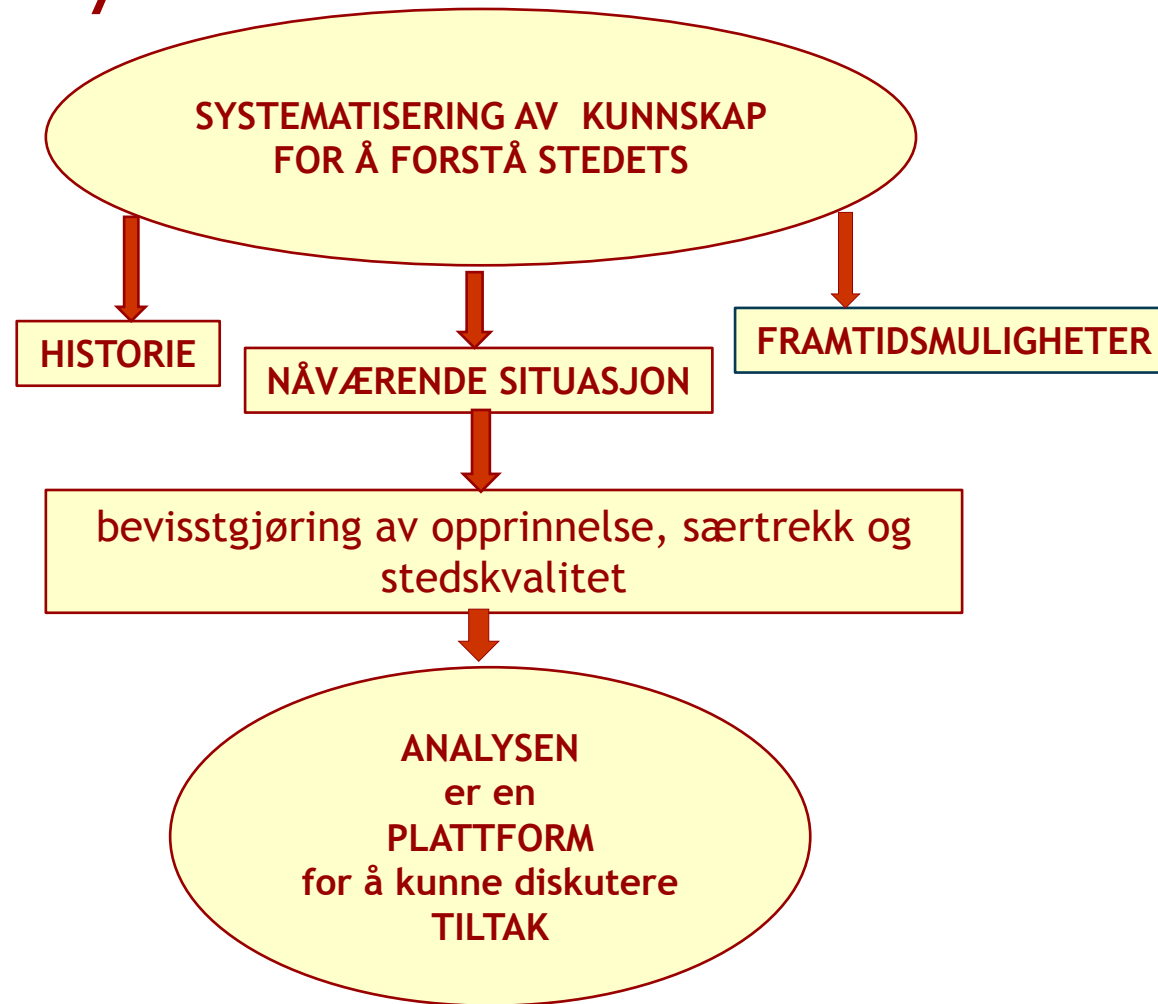 SYSTEMATISERING AV KUNNSKAP
FOR Å FORSTÅ STEDETS
HISTORIE
NÅVÆRENDE SITUASJON
FRAMTIDSMULIGHETER
bevisstgjøring av opprinnelse, særtrekk og
stedskvalitet
ANALYSEN
er en
PLATTFORM
for å kunne diskutere
TILTAK